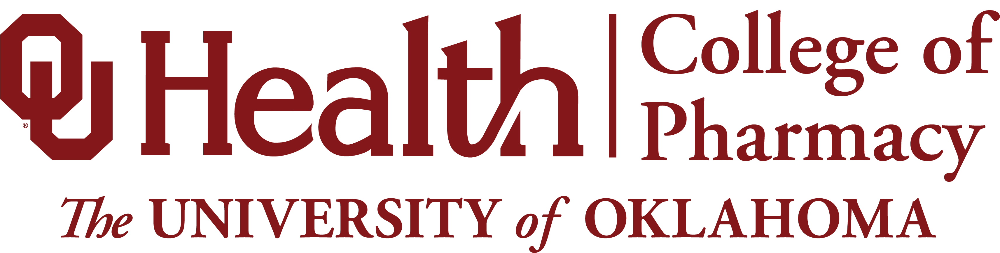 OU Health | College of
Pharmacy
®
The UNIVERSITY of OKLAHOMA